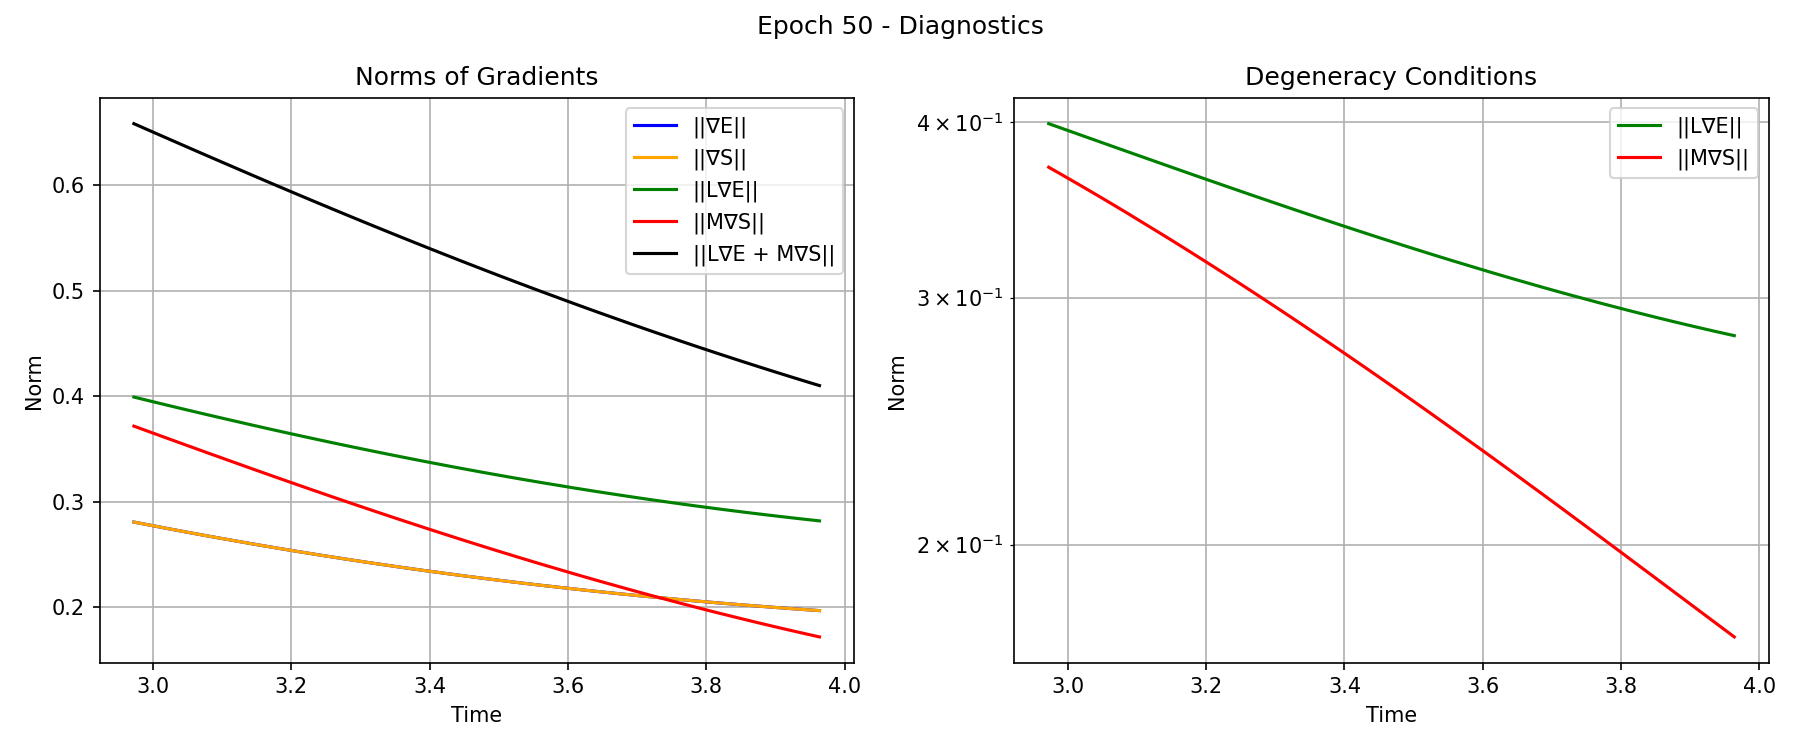 Epoch 50 - Diagnostics
Norms of Gradients
Norm
0.6
0.5
0.4
0.3
0.2
||∇E||
||∇S||
||L∇E||
||M∇S||
||L∇E + M∇S||
3.0 3.2 3.4 3.6 3.8 4.0
Time
Degeneracy Conditions
Norm
4 × 10⁻¹
3 × 10⁻¹
2 × 10⁻¹
||L∇E||
||M∇S||
3.0 3.2 3.4 3.6 3.8 4.0
Time